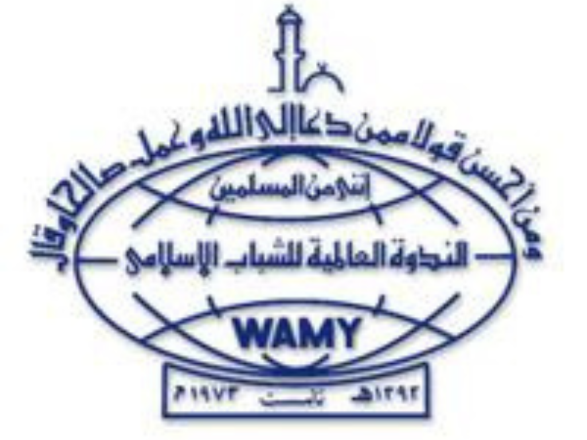 ومن أحسن قولا ممن دعا إلى الله وعمل صالحا وقال
إنني من المسلمين
الندوة العالمية للشباب الإسلامي
WAMY
١٣٩٢هـ تأسست ١٩٧٣م